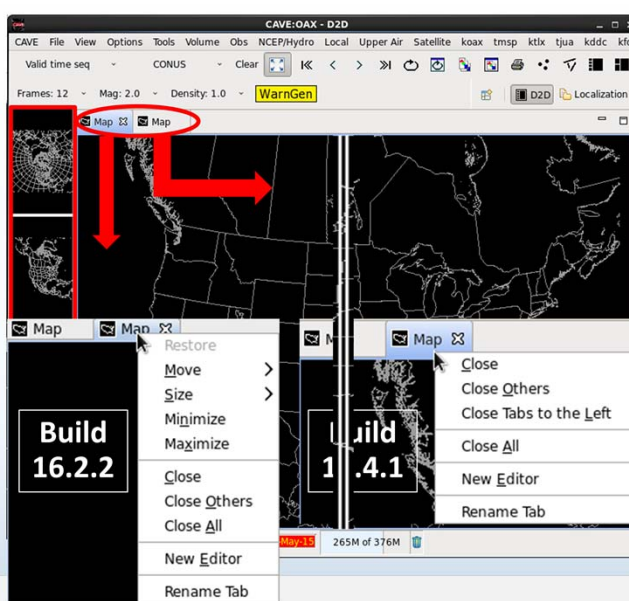 CAVE:OAX - D2D
CAVE File View Options Tools Volume Obs NCEP/Hydro Local Upper Air Satellite koax tmsp ktlx tjua kddc
Valid time seq CONUS Clear
Frames: 12 Mag: 2.0 Density: 1.0 WarnGen D2D Localization
Map Map
Map Map
Restore
Move
Size
Minimize
Maximize
Close
Close Others
Close All
New Editor
Rename Tab
Build
16.2.2
Map
Close
Close Others
Close Tabs to the Left
Close All
New Editor
Rename Tab
-May-15 265M of 376M